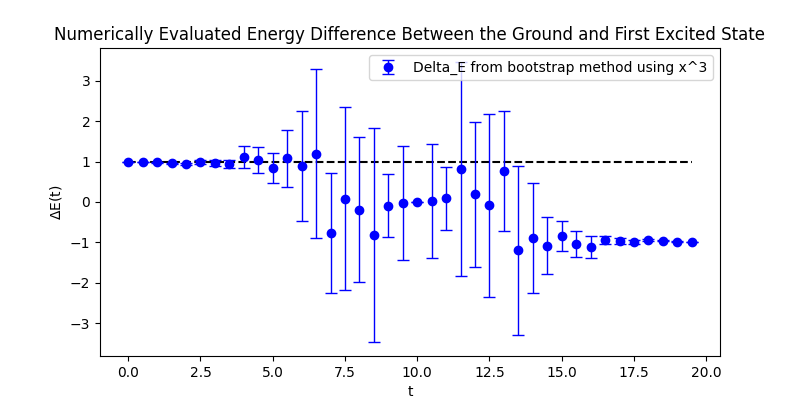 Numerically Evaluated Energy Difference Between the Ground and First Excited State
Delta_E from bootstrap method using x^3
ΔE(t)
3
2
1
0
−1
−2
−3
0.0 2.5 5.0 7.5 10.0 12.5 15.0 17.5 20.0
t